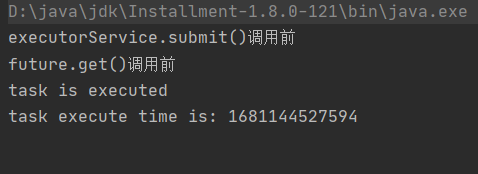 D:\java\jdk\Installment-1.8.0-121\bin\java.exe
executorService.submit()调用前
future.get()调用前
task is executed
task execute time is: 1681144527594